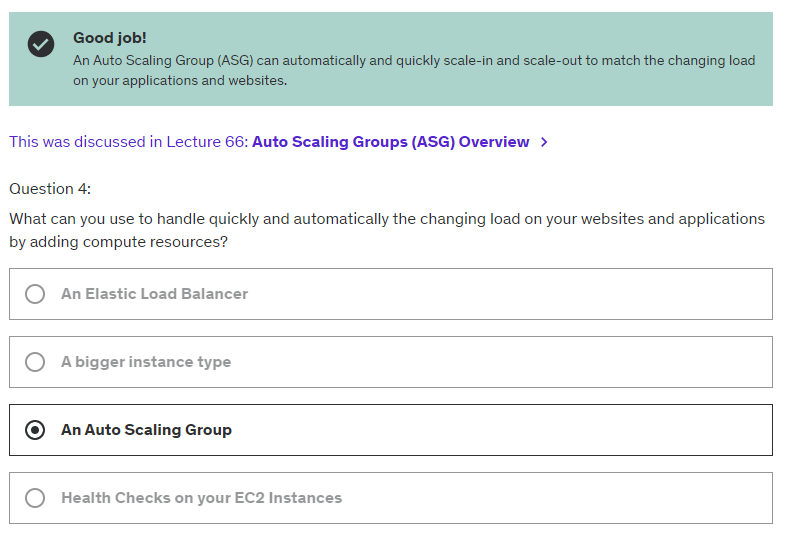 Good job!
An Auto Scaling Group (ASG) can automatically and quickly scale-in and scale-out to match the changing load
on your applications and websites.
This was discussed in Lecture 66: Auto Scaling Groups (ASG) Overview >
Question 4:
What can you use to handle quickly and automatically the changing load on your websites and applications
by adding compute resources?
An Elastic Load Balancer
A bigger instance type
An Auto Scaling Group
Health Checks on your EC2 Instances